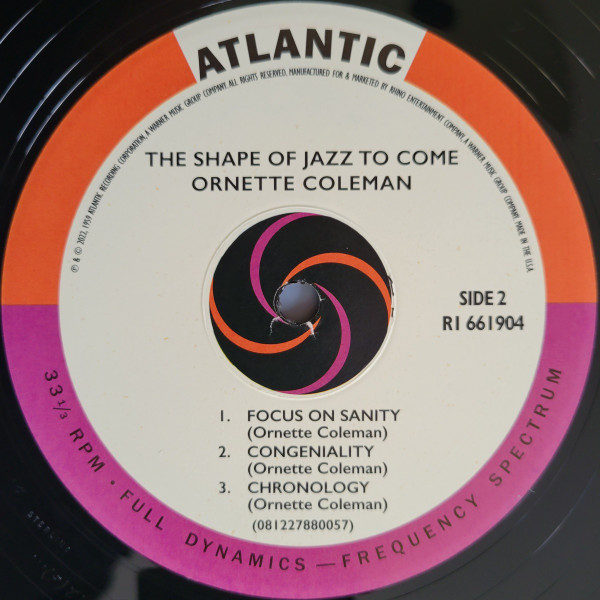 ATLANTIC
℗ & © 2022, 1959 ATLANTIC RECORDING CORPORATION, A WARNER MUSIC GROUP COMPANY. ALL RIGHTS RESERVED. MANUFACTURED FOR & MARKETED BY RHINO ENTERTAINMENT COMPANY, A WARNER MUSIC GROUP COMPANY. MADE IN THE U.S.A.
THE SHAPE OF JAZZ TO COME
ORNETTE COLEMAN
SIDE 2
R1 661904
1. FOCUS ON SANITY
(Ornette Coleman)
2. CONGENIALITY
(Ornette Coleman)
3. CHRONOLOGY
(Ornette Coleman)
(081227880057)
33 1/3 RPM · FULL DYNAMICS — FREQUENCY SPECTRUM